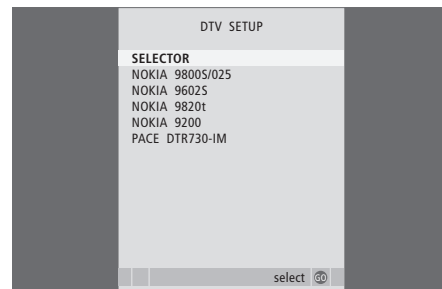 DTV SETUP
SELECTOR
NOKIA 9800S/025
NOKIA 9602S
NOKIA 9820t
NOKIA 9200
PACE DTR730-IM
select GO